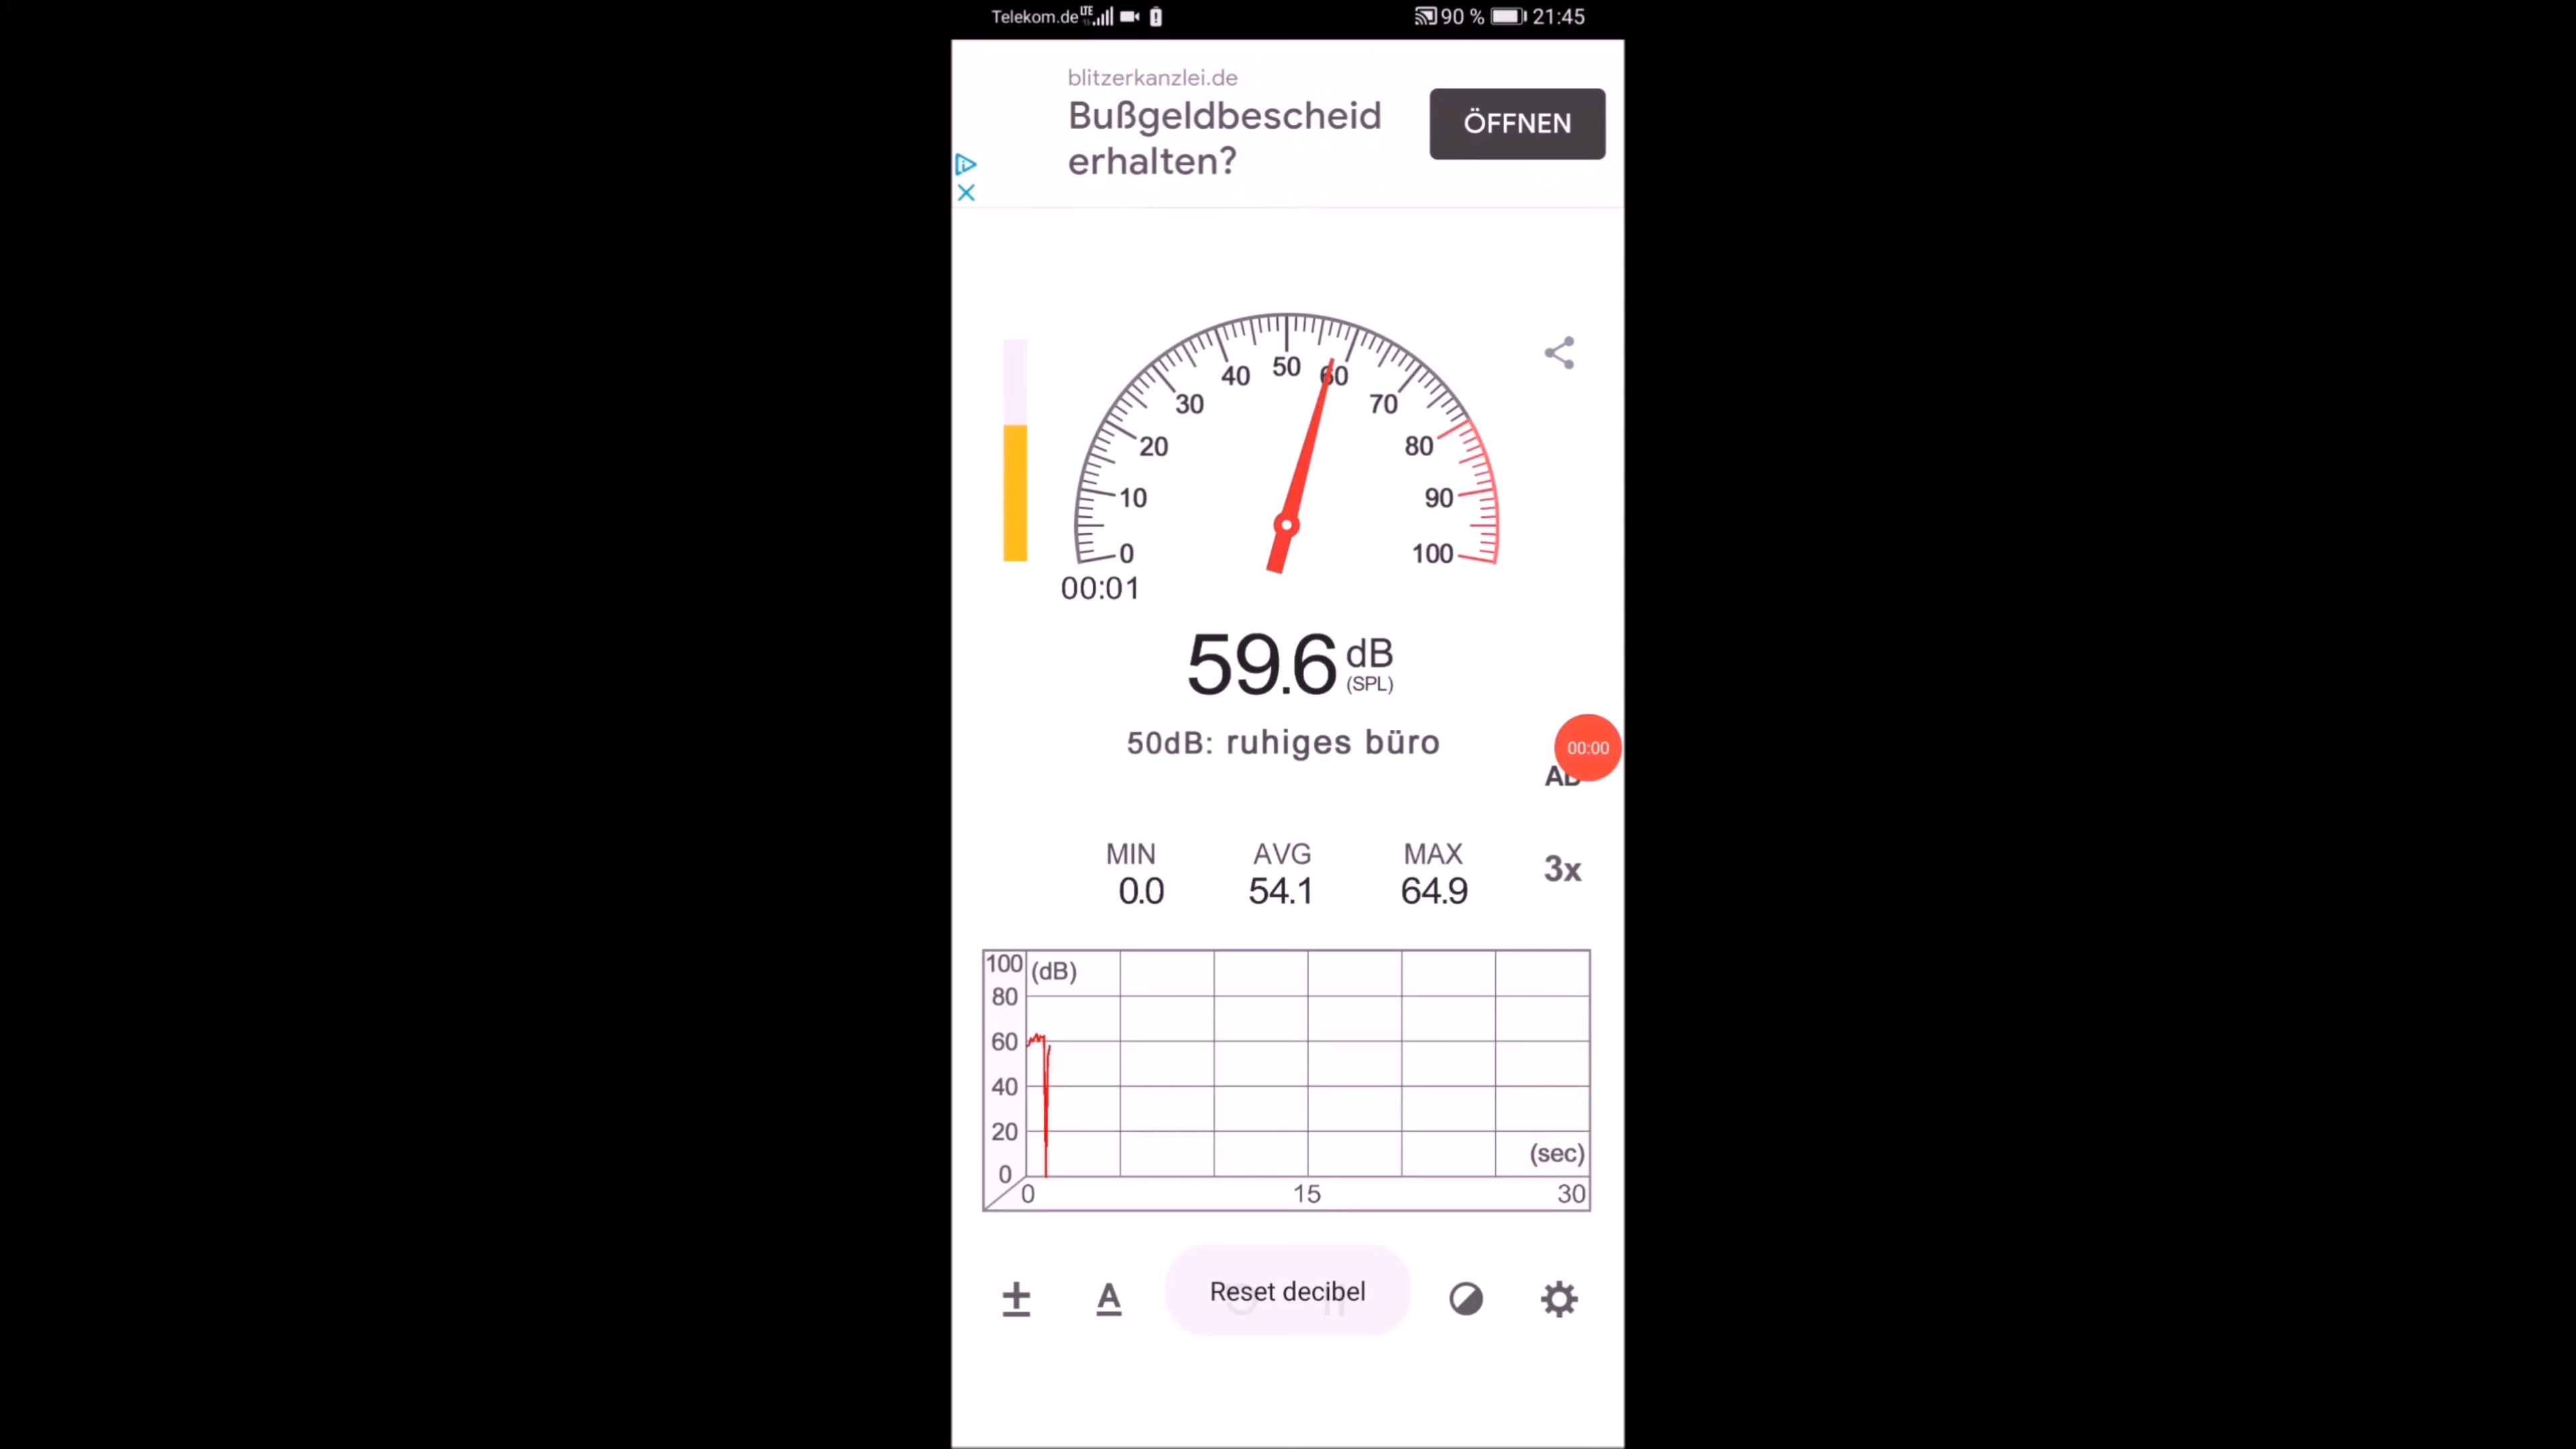 Telekom.de LTE 90 % 21:45
blitzerkanzlei.de
Bußgeldbescheid
erhalten?
ÖFFNEN
50
40
60
30
70
20
80
10
90
0
100
00:01
59.6 dB
(SPL)
50dB: ruhiges büro
00:00
MIN AVG MAX
0.0 54.1 64.9
3x
100 (dB)
80
60
40
20
(sec)
0
0 15 30
A
Reset decibel